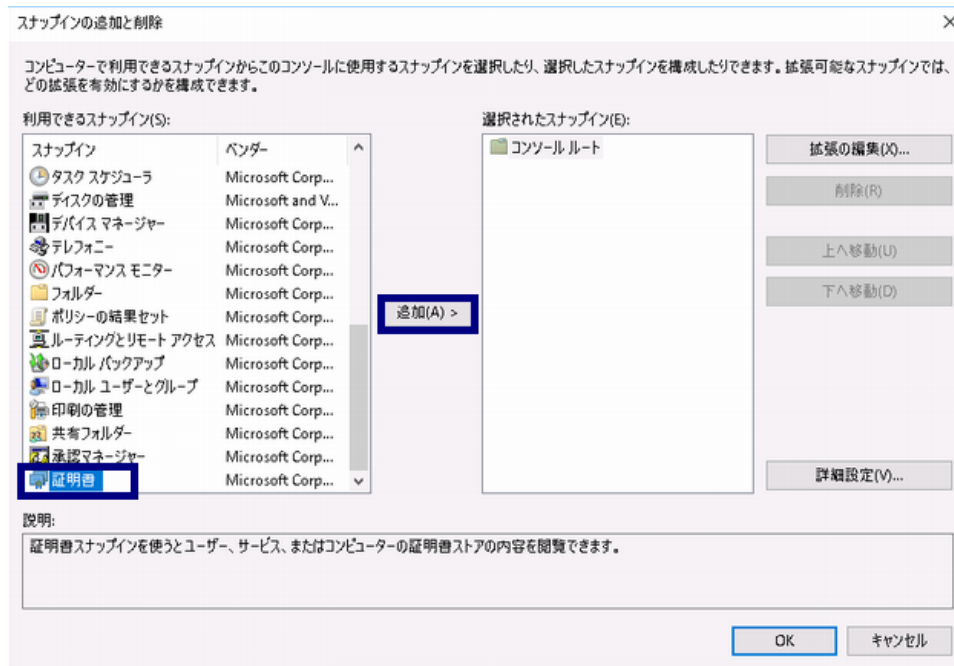 スナップインの追加と削除
コンピューターで利用できるスナップインからこのコンソールに使用するスナップインを選択したり、選択したスナップインを構成したりできます。拡張可能なスナップインでは、
どの拡張を有効にするかを構成できます。
利用できるスナップイン(S):
スナップイン ベンダー
タスク スケジューラ Microsoft Corp...
ディスクの管理 Microsoft and V...
デバイス マネージャー Microsoft Corp...
テレフォニー Microsoft Corp...
パフォーマンス モニター Microsoft Corp...
フォルダー Microsoft Corp...
ポリシーの結果セット Microsoft Corp...
ルーティングとリモート アクセス Microsoft Corp...
ローカル バックアップ Microsoft Corp...
ローカル ユーザーとグループ Microsoft Corp...
印刷の管理 Microsoft Corp...
共有フォルダー Microsoft Corp...
承認マネージャー Microsoft Corp...
証明書 Microsoft Corp...
追加(A) >
選択されたスナップイン(E):
コンソール ルート
拡張の編集(X)...
削除(R)
上へ移動(U)
下へ移動(D)
詳細設定(V)...
説明:
証明書スナップインを使うとユーザー、サービス、またはコンピューターの証明書ストアの内容を閲覧できます。
OK
キャンセル